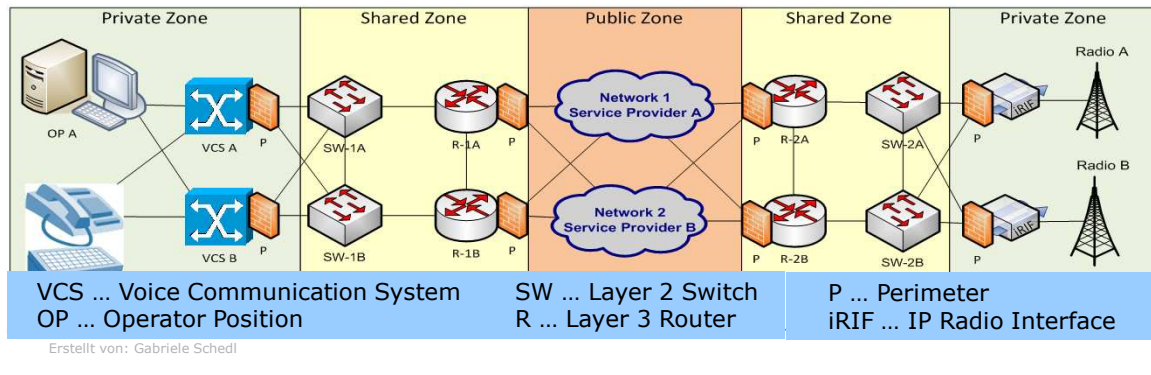 Private Zone Shared Zone Public Zone Shared Zone Private Zone
Radio A
Network 1
Service Provider A
iRIF
OP A VCS A P SW-1A R-1A P P R-2A SW-2A P
Radio B
Network 2
Service Provider B
iRIF
VCS B P SW-1B R-1B P P R-2B SW-2B P
VCS ... Voice Communication System SW ... Layer 2 Switch P ... Perimeter
OP ... Operator Position R ... Layer 3 Router iRIF ... IP Radio Interface
Erstellt von: Gabriele Schedl